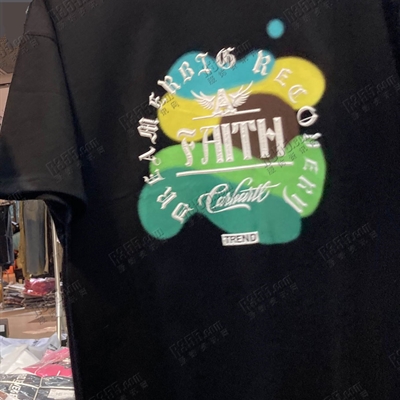 DREAMERBIG RECOVERY
A
FAITH
Carhartt
TREND